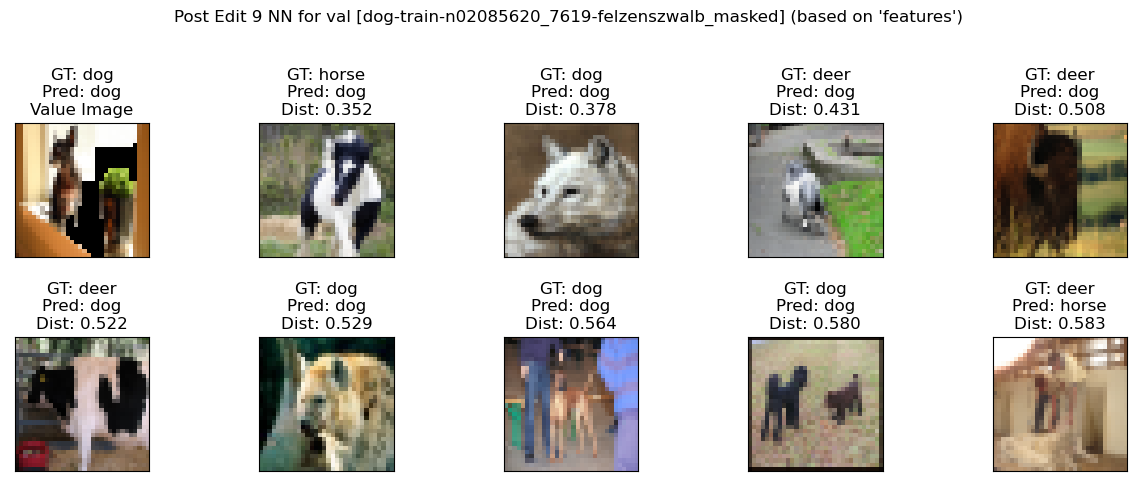 Post Edit 9 NN for val [dog-train-n02085620_7619-felzenszwalb_masked] (based on 'features')
GT: dog
Pred: dog
Value Image
GT: horse
Pred: dog
Dist: 0.352
GT: dog
Pred: dog
Dist: 0.378
GT: deer
Pred: dog
Dist: 0.431
GT: deer
Pred: dog
Dist: 0.508
GT: deer
Pred: dog
Dist: 0.522
GT: dog
Pred: dog
Dist: 0.529
GT: dog
Pred: dog
Dist: 0.564
GT: dog
Pred: dog
Dist: 0.580
GT: deer
Pred: horse
Dist: 0.583